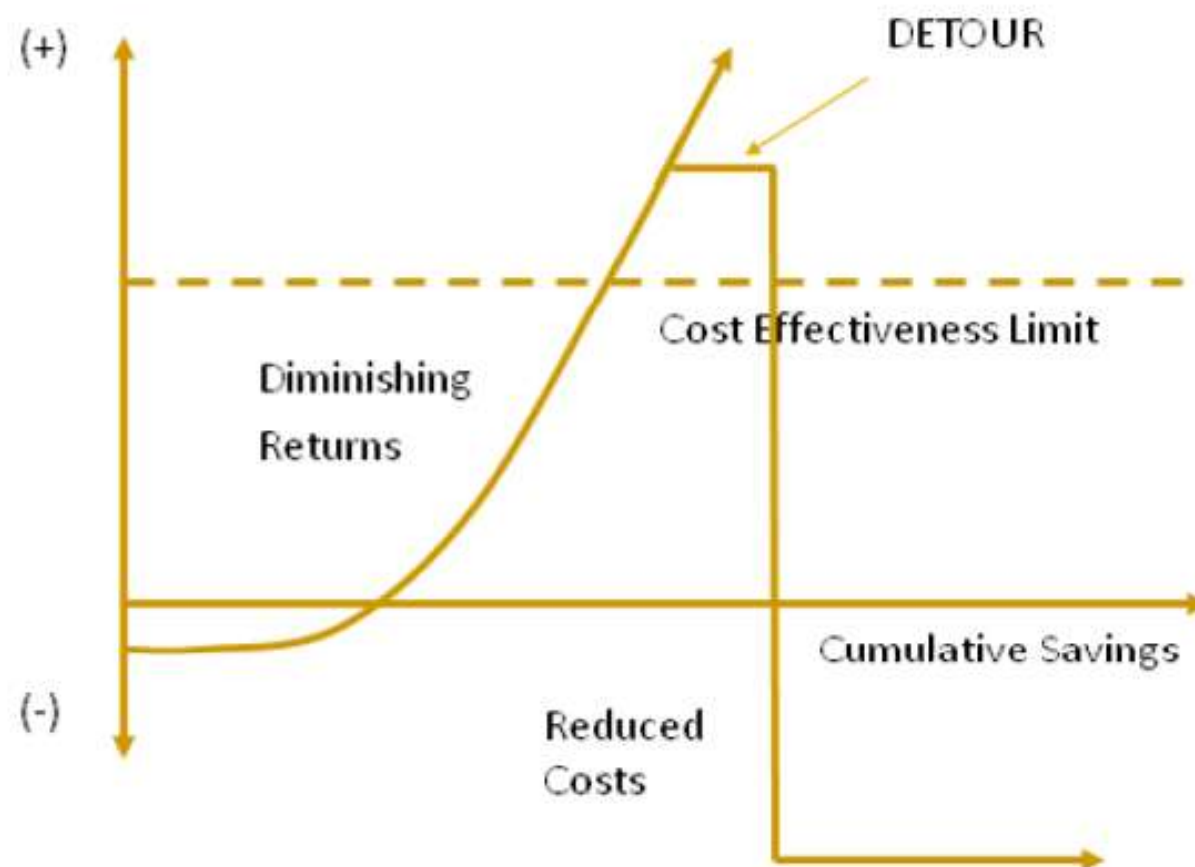 (+)
DETOUR
Cost Effectiveness Limit
Diminishing
Returns
Cumulative Savings
(-)
Reduced
Costs